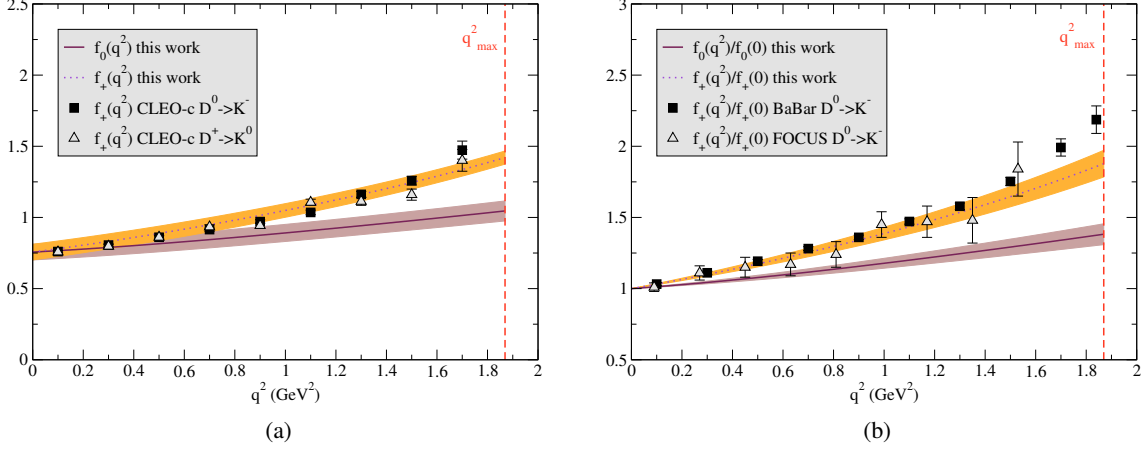 2.5
2
1.5
1
0.5
0
q²max
f₀(q²) this work
f₊(q²) this work
f₊(q²) CLEO-c D⁰->K⁻
f₊(q²) CLEO-c D⁺->K⁰
0 0.2 0.4 0.6 0.8 1 1.2 1.4 1.6 1.8 2
q² (GeV²)
(a)
3
2.5
2
1.5
1
0.5
q²max
f₀(q²)/f₀(0) this work
f₊(q²)/f₊(0) this work
f₊(q²)/f₊(0) BaBar D⁰->K⁻
f₊(q²)/f₊(0) FOCUS D⁰->K⁻
0 0.2 0.4 0.6 0.8 1 1.2 1.4 1.6 1.8 2
q² (GeV²)
(b)